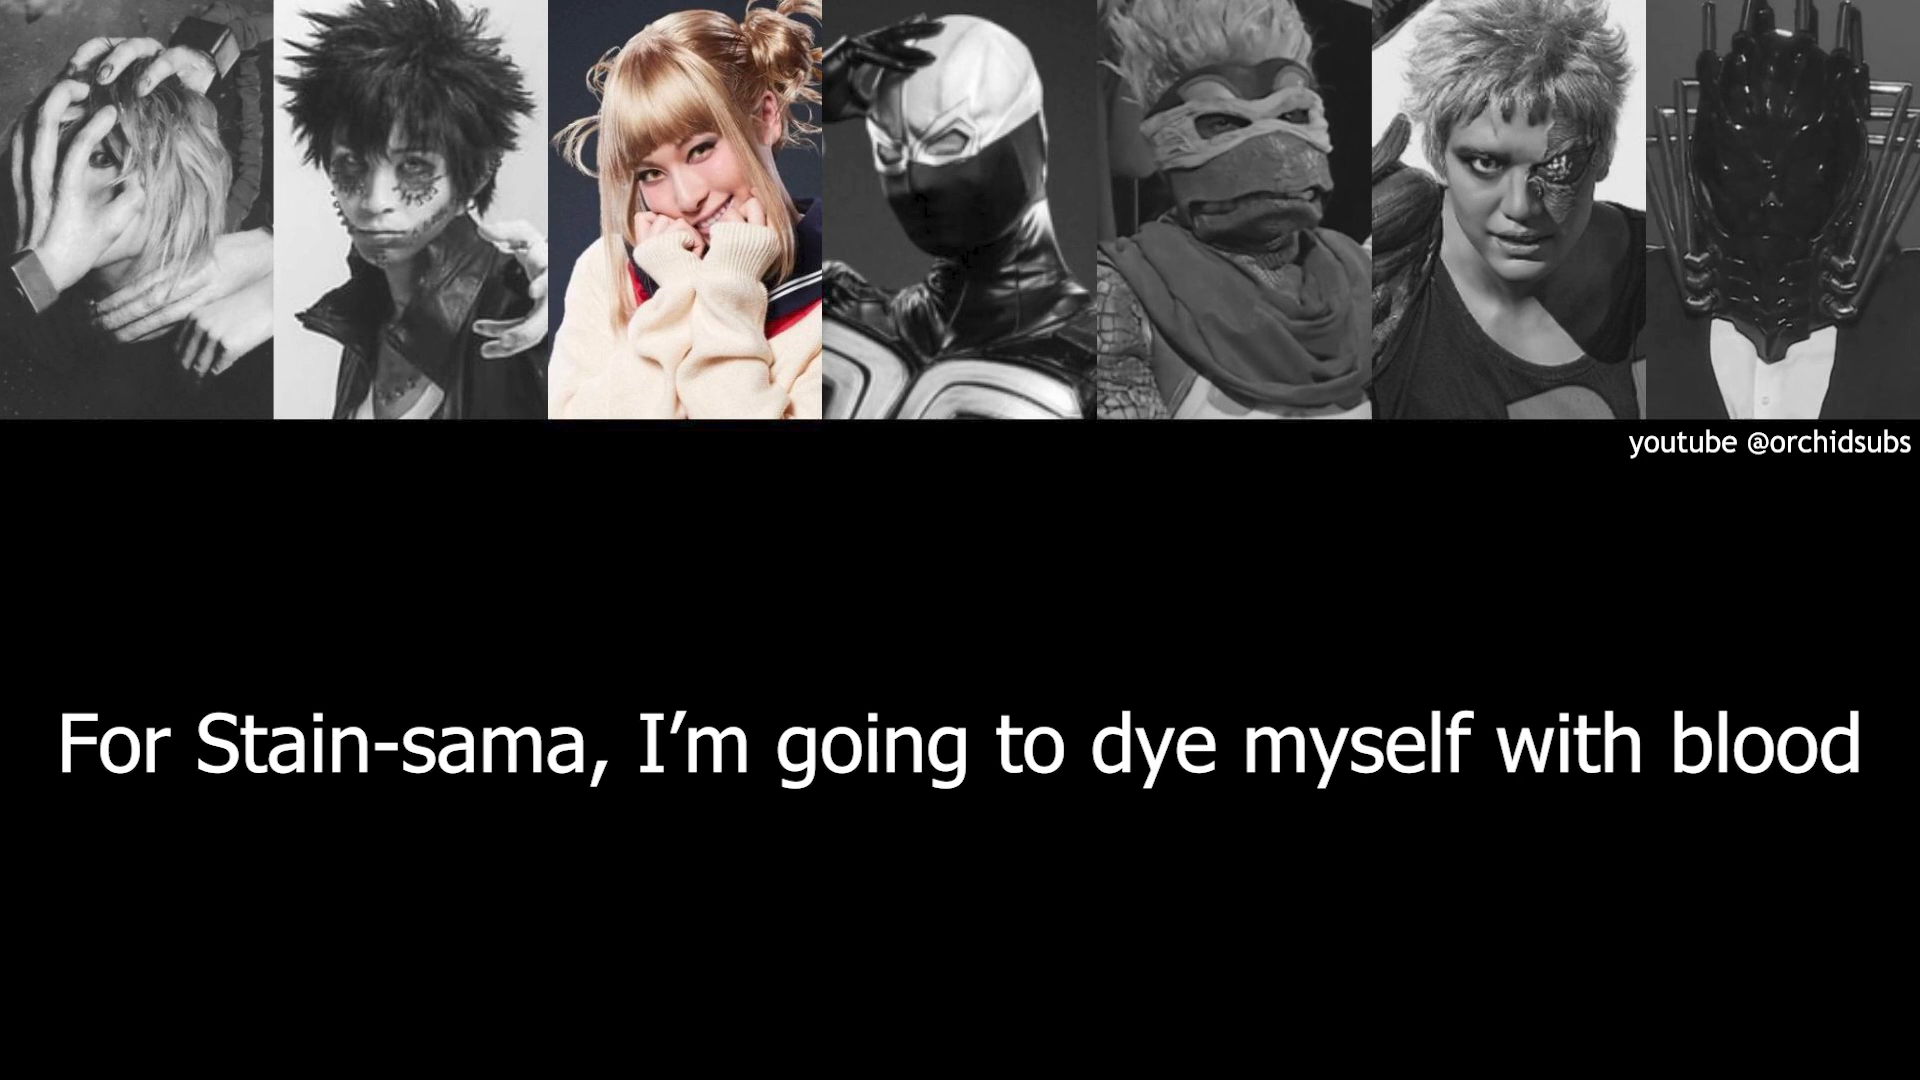 youtube @orchidsubs
For Stain-sama, I’m going to dye myself with blood